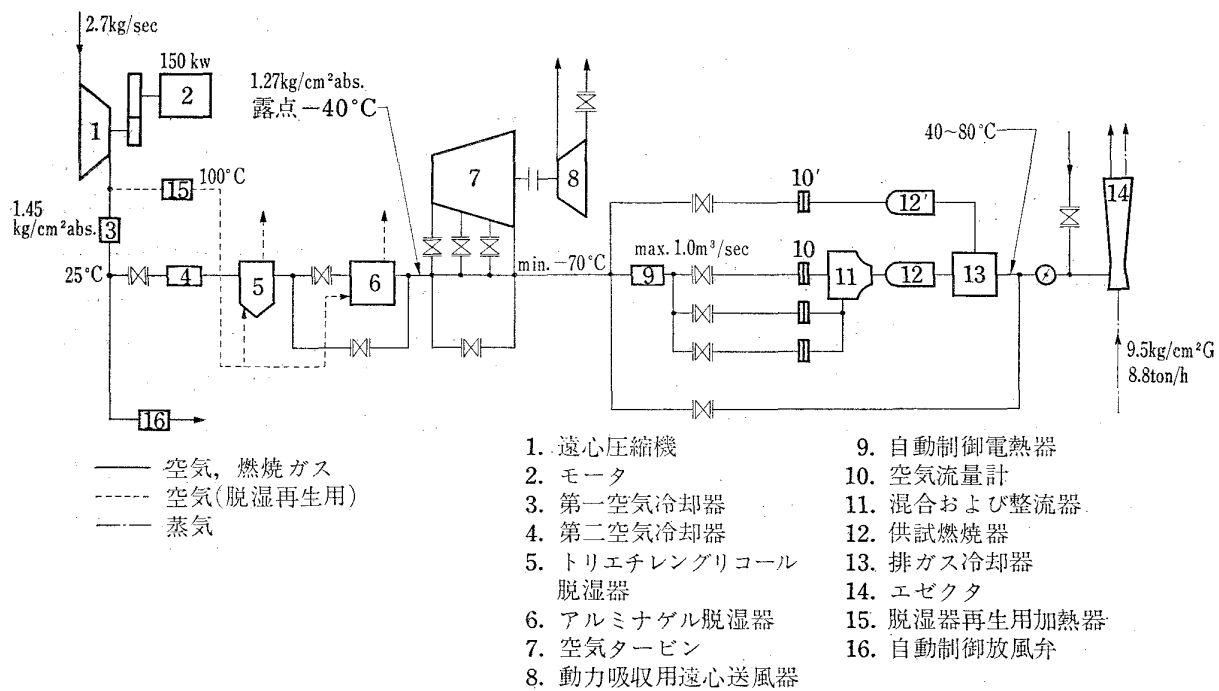 2.7kg/sec
150 kw
2
1
1.27kg/cm²abs.
露点−40°C
7
8
40~80°C
15
100°C
1.45
kg/cm²abs.
3
10′
12′
14
25°C
4
5
6
min.−70°C
max. 1.0m³/sec
9
10
11
12
13
9.5kg/cm²G
8.8ton/h
16
空気，燃焼ガス
空気(脱湿再生用)
蒸気
1. 遠心圧縮機
2. モータ
3. 第一空気冷却器
4. 第二空気冷却器
5. トリエチレングリコール
脱湿器
6. アルミナゲル脱湿器
7. 空気タービン
8. 動力吸収用遠心送風器
9. 自動制御電熱器
10. 空気流量計
11. 混合および整流器
12. 供試燃焼器
13. 排ガス冷却器
14. エゼクタ
15. 脱湿器再生用加熱器
16. 自動制御放風弁